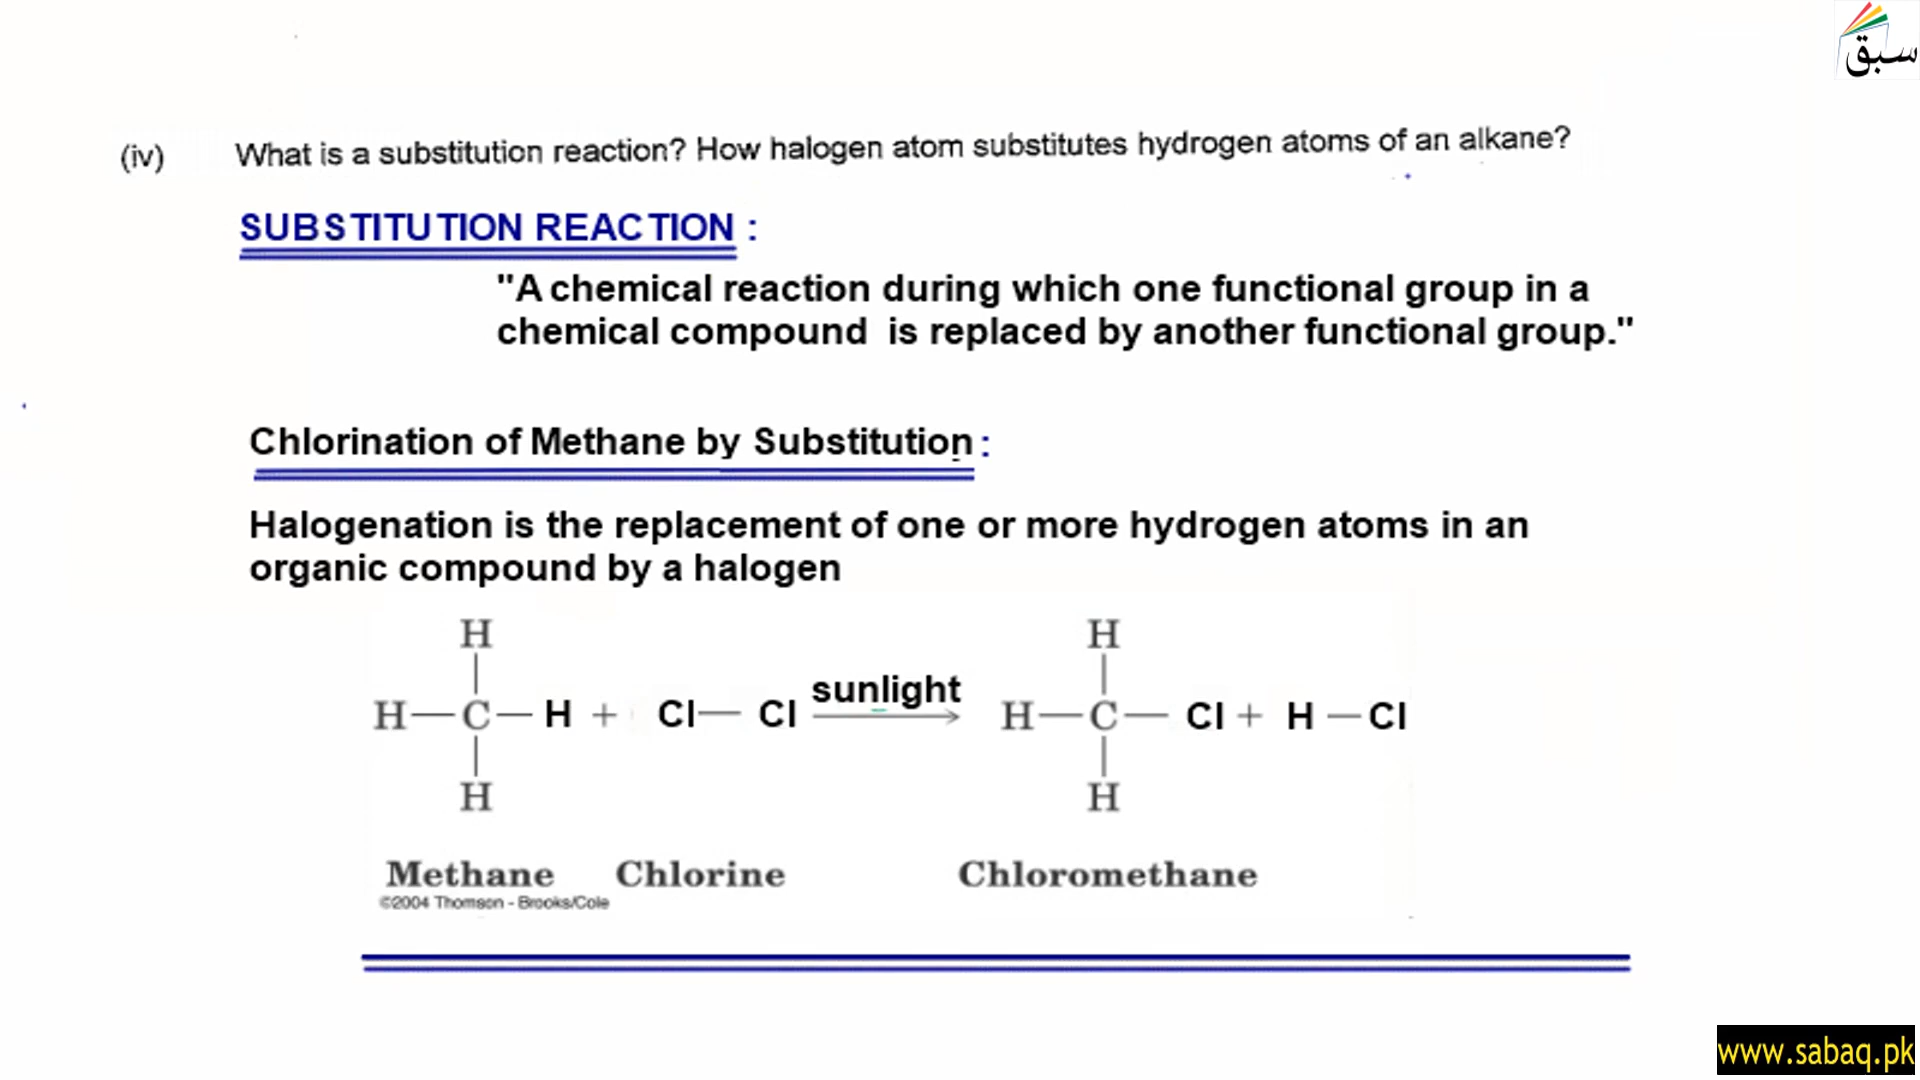 سبق
(iv) What is a substitution reaction? How halogen atom substitutes hydrogen atoms of an alkane?
SUBSTITUTION REACTION :
"A chemical reaction during which one functional group in a
chemical compound is replaced by another functional group."
Chlorination of Methane by Substitution :
Halogenation is the replacement of one or more hydrogen atoms in an
organic compound by a halogen
H H
sunlight
H—C—H + Cl—Cl H—C—Cl + H—Cl
H H
Methane Chlorine Chloromethane
©2004 Thomson - Brooks/Cole
www.sabaq.pk